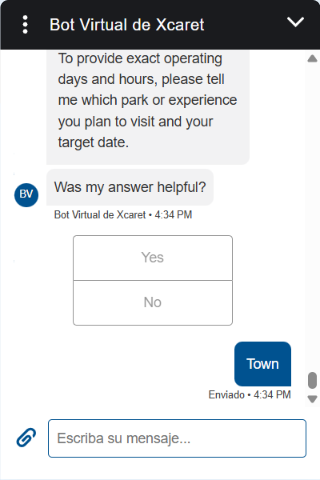 Bot Virtual de Xcaret
To provide exact operating
days and hours, please tell
me which park or experience
you plan to visit and your
target date.
Was my answer helpful?
BV
Bot Virtual de Xcaret • 4:34 PM
Yes
No
Town
Enviado • 4:34 PM
Escriba su mensaje...